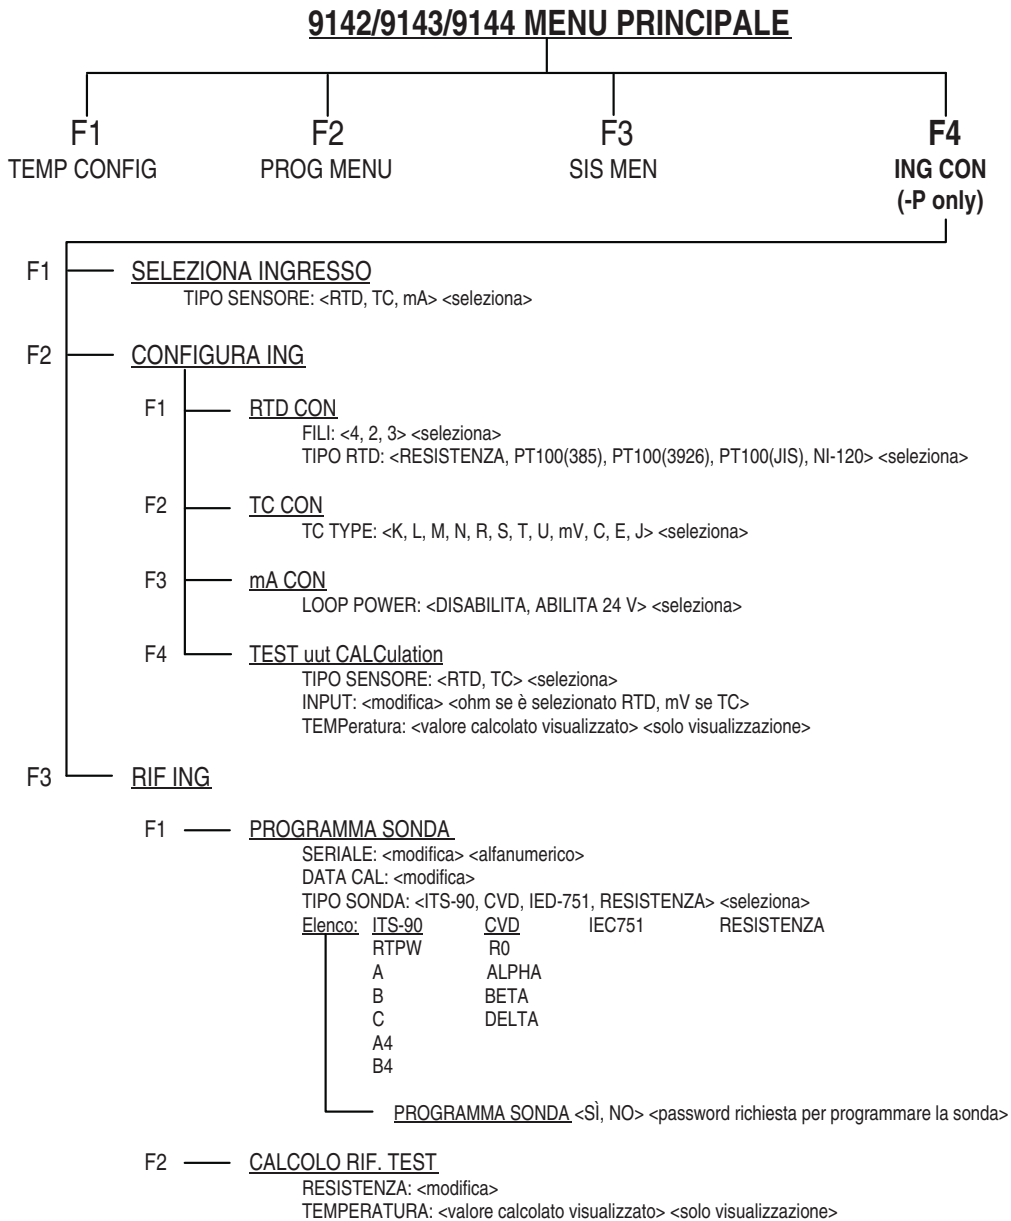 9142/9143/9144 MENU PRINCIPALE
F1 F2 F3 F4
TEMP CONFIG PROG MENU SIS MEN ING CON
(-P only)
F1 SELEZIONA INGRESSO
TIPO SENSORE: <RTD, TC, mA> <seleziona>
F2 CONFIGURA ING
F1 RTD CON
FILI: <4, 2, 3> <seleziona>
TIPO RTD: <RESISTENZA, PT100(385), PT100(3926), PT100(JIS), NI-120> <seleziona>
F2 TC CON
TC TYPE: <K, L, M, N, R, S, T, U, mV, C, E, J> <seleziona>
F3 mA CON
LOOP POWER: <DISABILITA, ABILITA 24 V> <seleziona>
F4 TEST uut CALCulation
TIPO SENSORE: <RTD, TC> <seleziona>
INPUT: <modifica> <ohm se è selezionato RTD, mV se TC>
TEMPeratura: <valore calcolato visualizzato> <solo visualizzazione>
F3 RIF ING
F1 PROGRAMMA SONDA
SERIALE: <modifica> <alfanumerico>
DATA CAL: <modifica>
TIPO SONDA: <ITS-90, CVD, IED-751, RESISTENZA> <seleziona>
Elenco: ITS-90 CVD IEC751 RESISTENZA
RTPW R0
A ALPHA
B BETA
C DELTA
A4
B4
PROGRAMMA SONDA <SÌ, NO> <password richiesta per programmare la sonda>
F2 CALCOLO RIF. TEST
RESISTENZA: <modifica>
TEMPERATURA: <valore calcolato visualizzato> <solo visualizzazione>